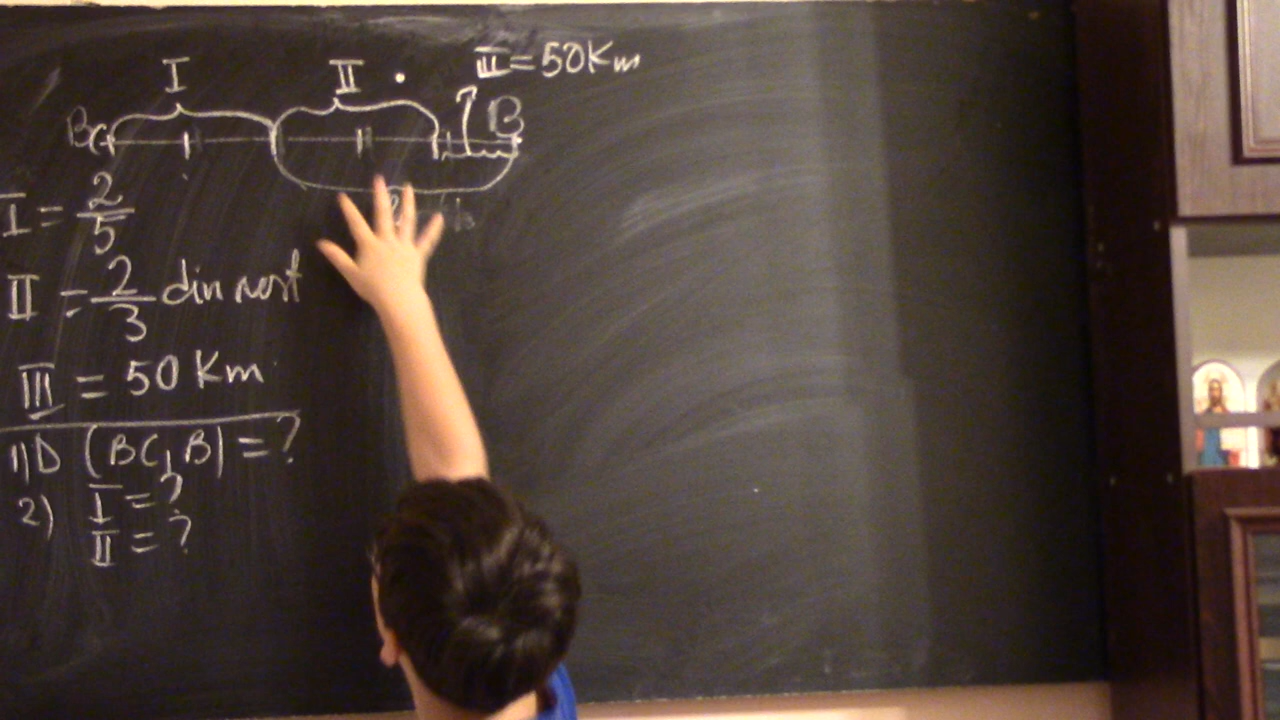 I II III = 50 Km
BC B
I = 2/5
II = 2/3 din rest
III = 50 Km
1) D (BC, B) = ?
2) I = ?
II = ?